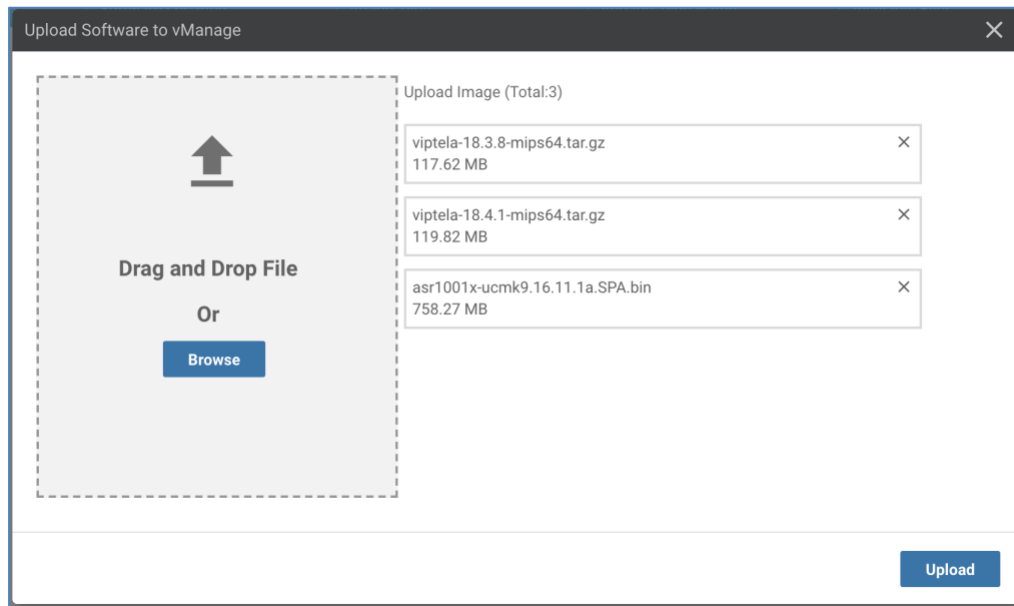 Upload Software to vManage
Drag and Drop File
Or
Browse
Upload Image (Total:3)
viptela-18.3.8-mips64.tar.gz
117.62 MB
viptela-18.4.1-mips64.tar.gz
119.82 MB
asr1001x-ucmk9.16.11.1a.SPA.bin
758.27 MB
Upload